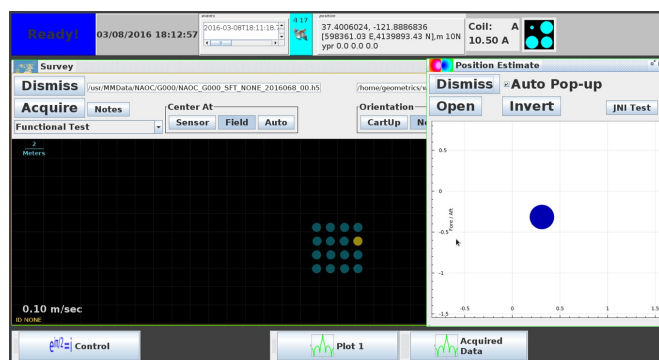 Ready!
03/08/2016 18:12:57
2016-03-08T18:11:18.
4 17
position
37.4006024, -121.8886836
[598361.03 E,4139893.43 N],m 10N
ypr 0.0 0.0 0.0
Coil: A
10.50 A
Survey
Dismiss
/usr/MMData/NAOC/G000/NAOC_G000_SFT_NONE_2016068_00.h5
/home/geometrics/
Acquire
Notes
Functional Test
Center At
Sensor
Field
Auto
Orientation
CartUp
2
Meters
0.10 m/sec
ID NONE
Position Estimate
Dismiss
Auto Pop-up
Open
Invert
JNI Test
0.5
0
-0.5
-1
-1.5
Fore / Aft
-0.5
0
0.5
1
1.5
e^iπ/2=i Control
Plot 1
Acquired
Data